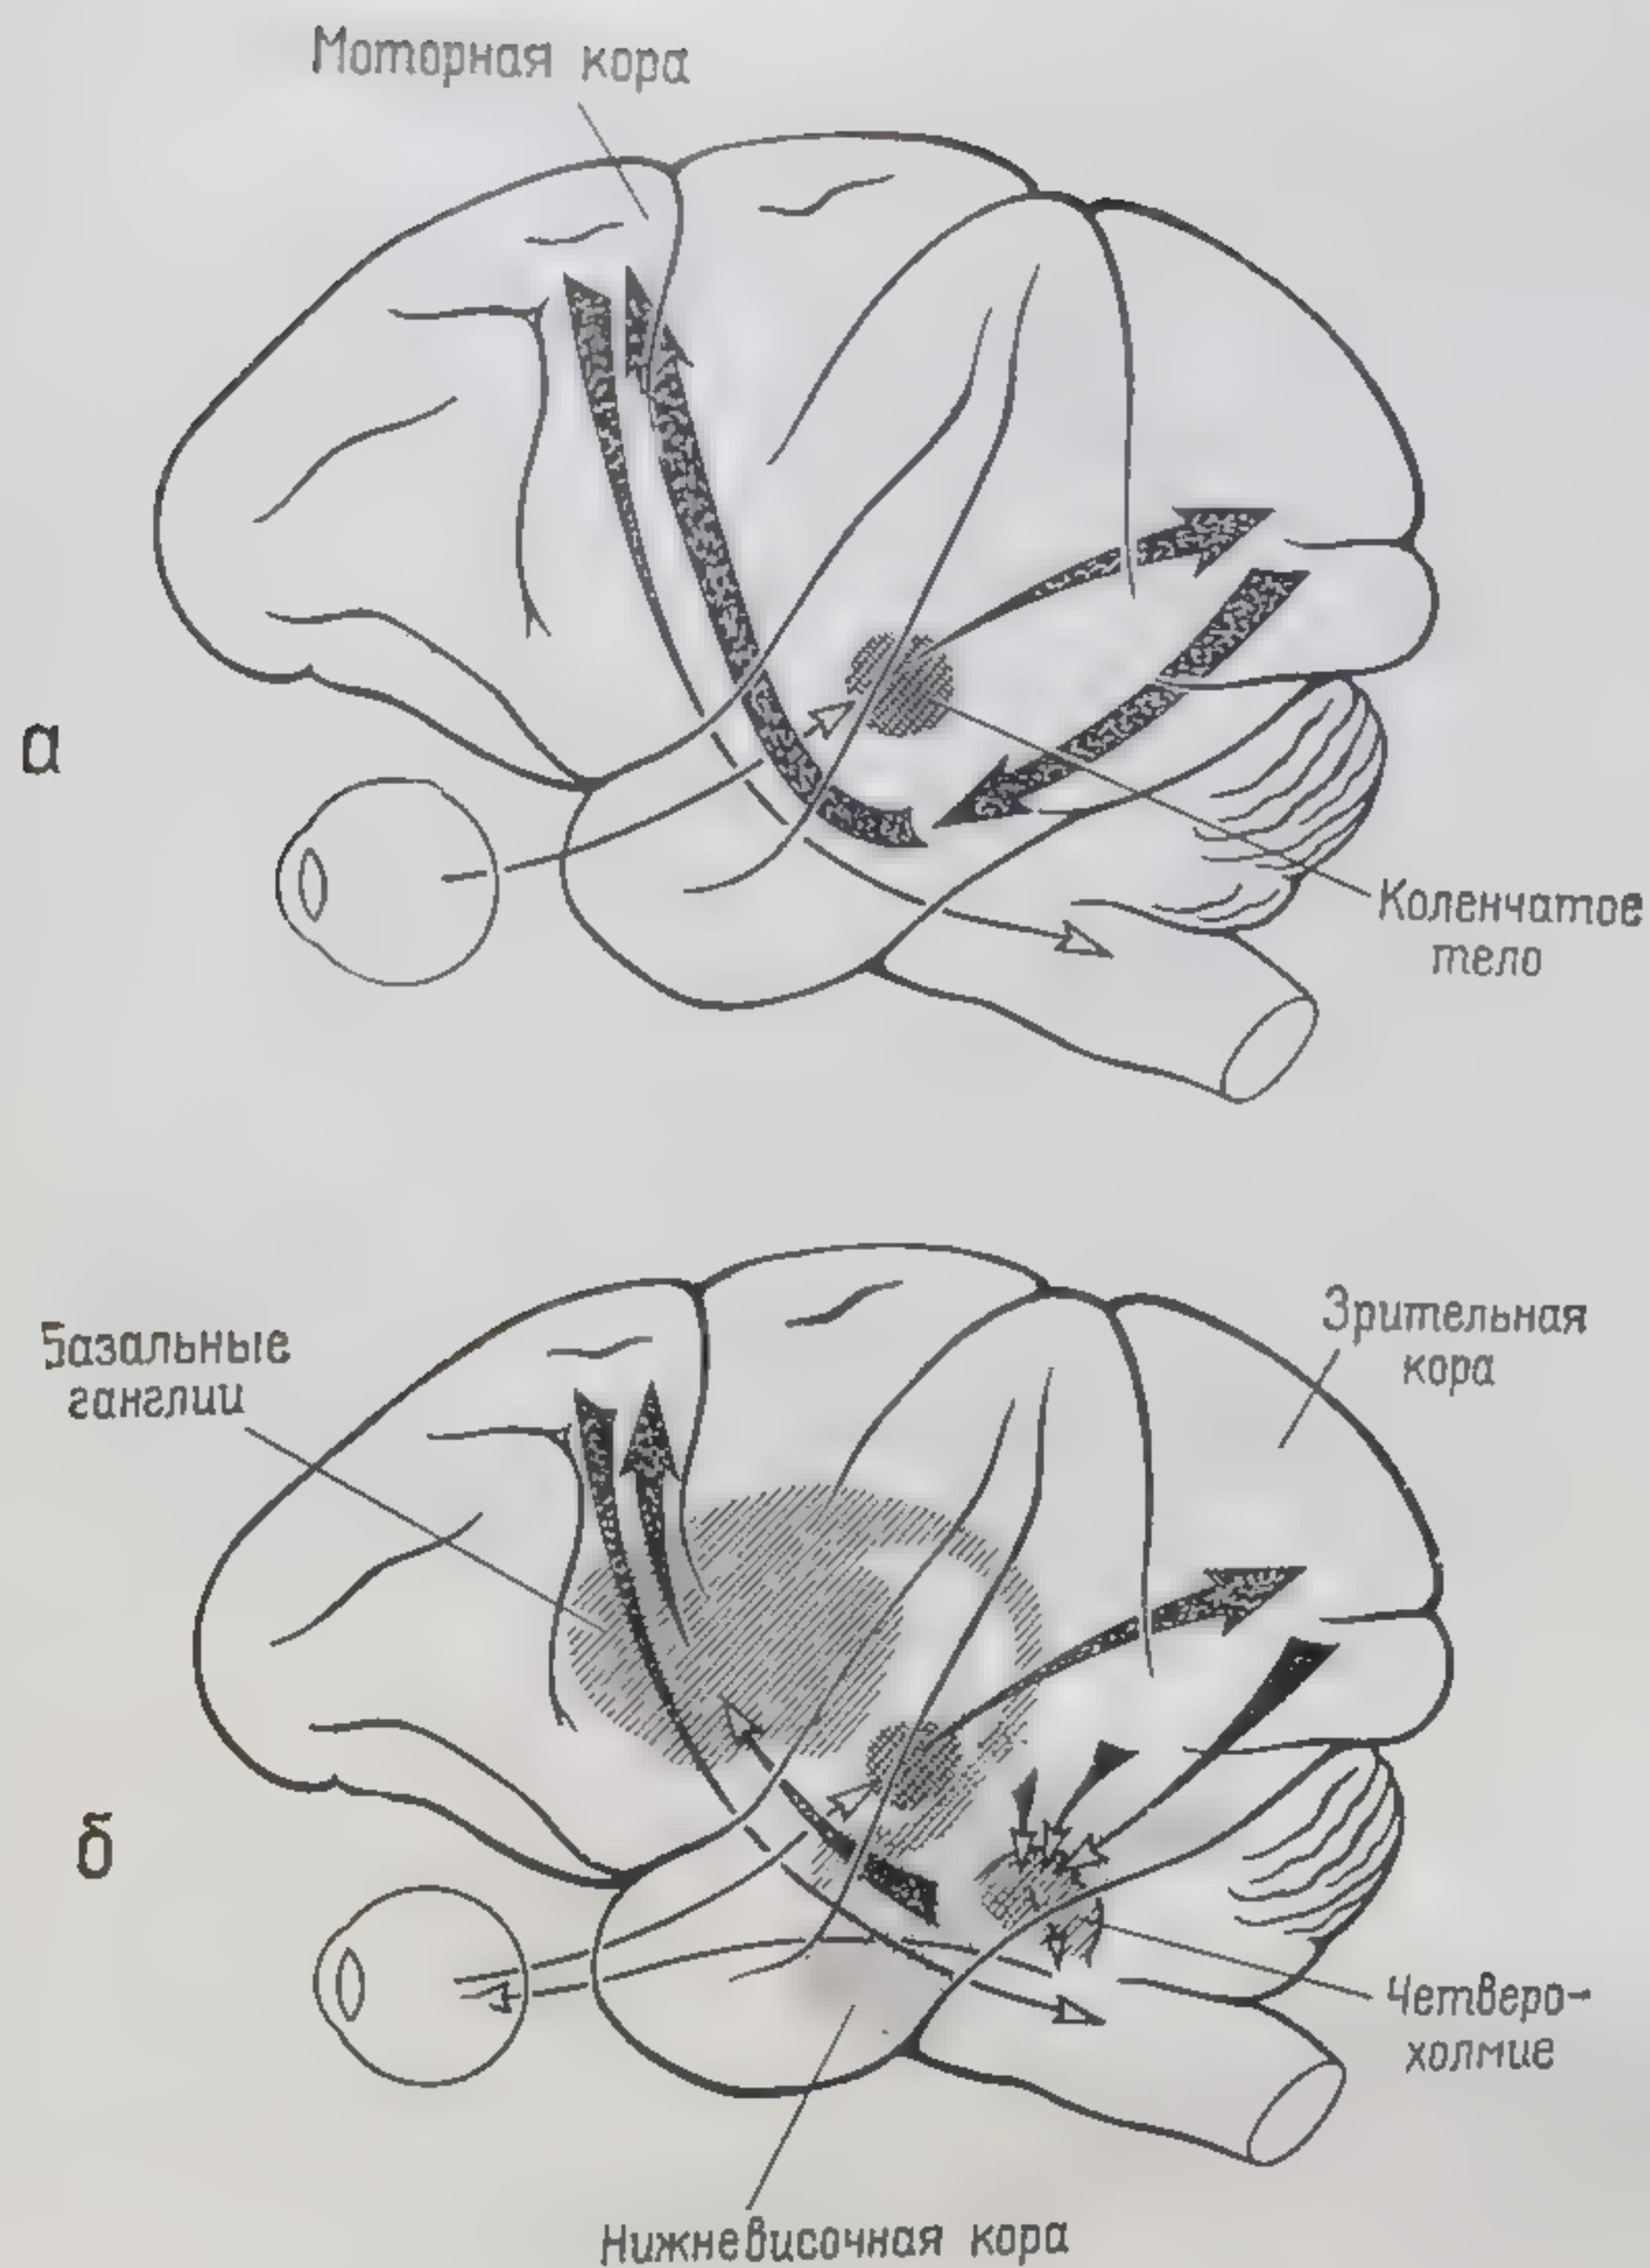 Моторная кора
а
Коленчатое
тело
Базальные
ганглии
Зрительная
кора
б
Четверо-
холмие
Нижневисочная кора